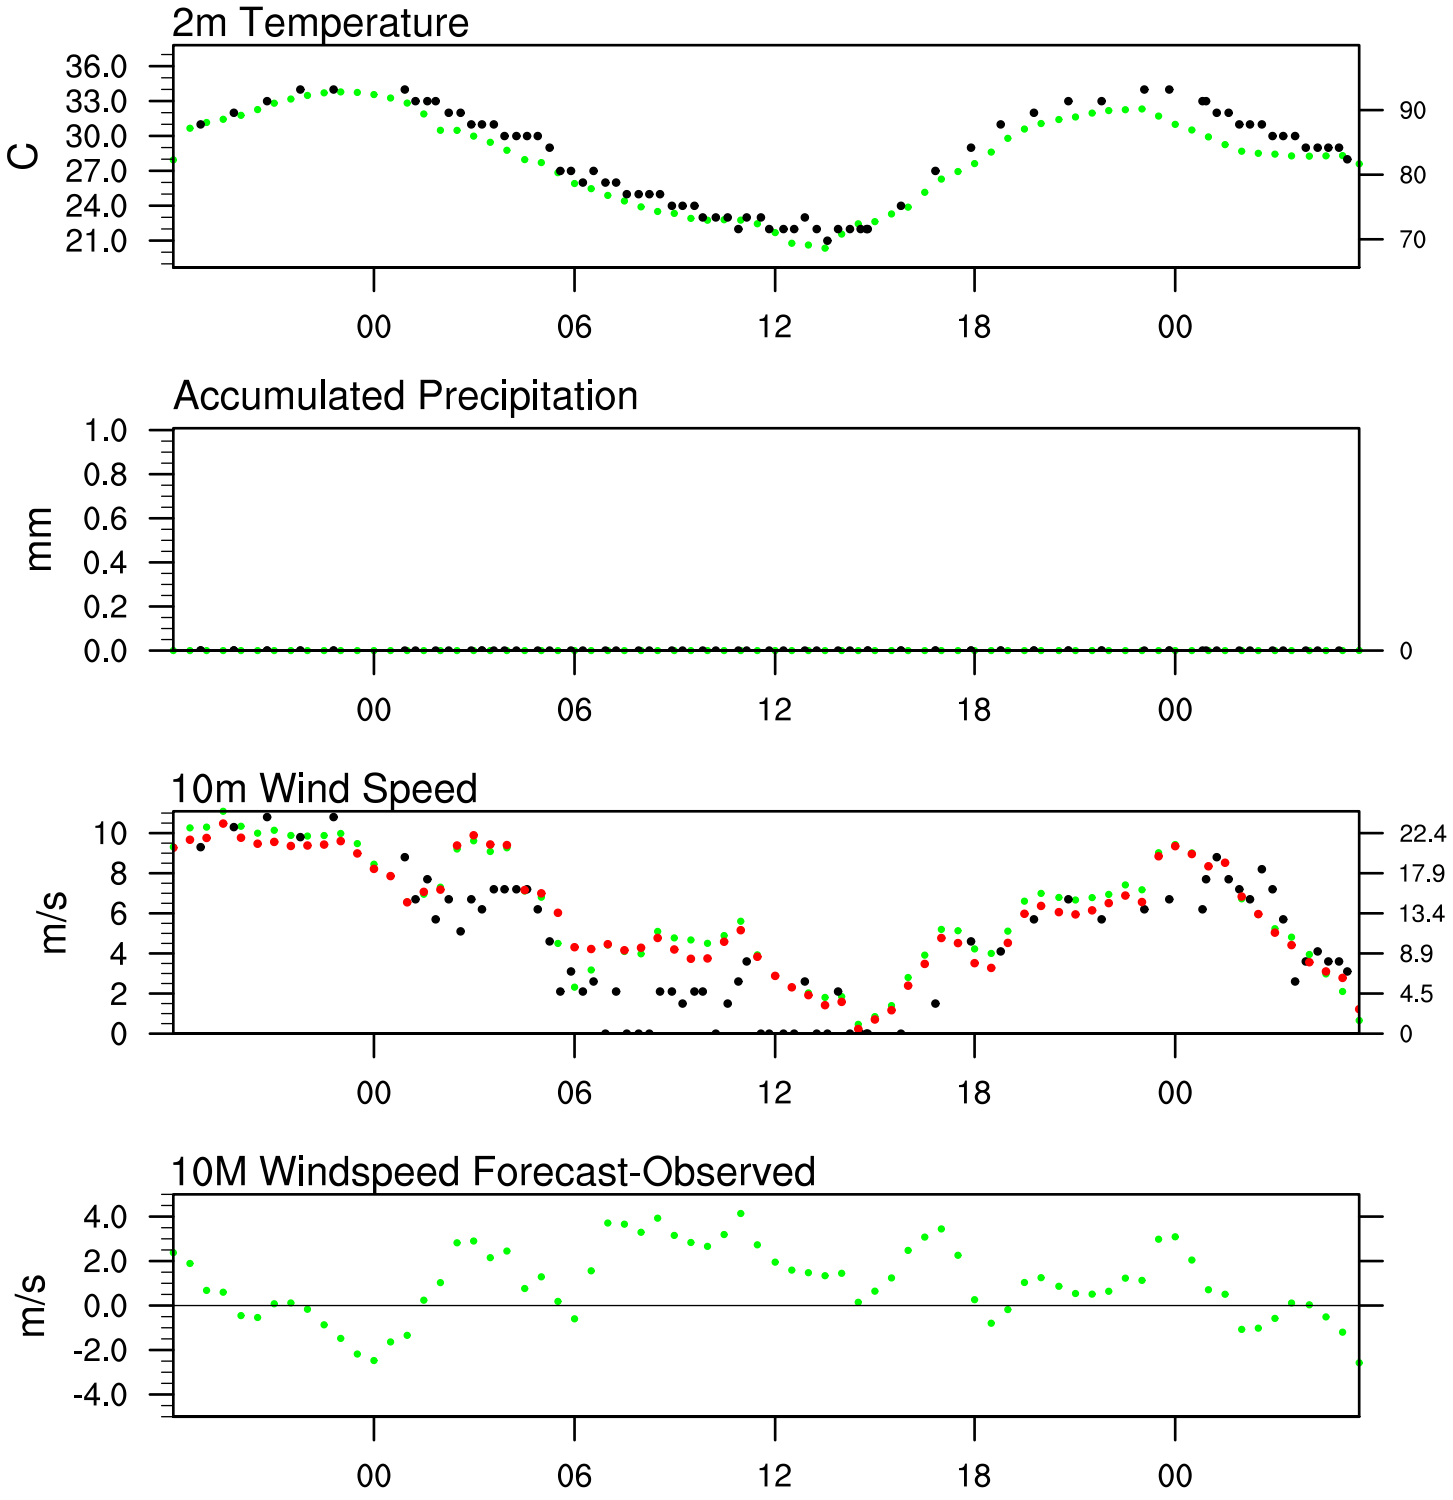 2m Temperature
36.0
33.0
30.0
27.0
24.0
21.0
C
90
80
70
00 06 12 18 00
Accumulated Precipitation
1.0
0.8
0.6
0.4
0.2
0.0
mm
0
00 06 12 18 00
10m Wind Speed
10
8
6
4
2
0
m/s
22.4
17.9
13.4
8.9
4.5
0
00 06 12 18 00
10M Windspeed Forecast-Observed
4.0
2.0
0.0
-2.0
-4.0
m/s
00 06 12 18 00